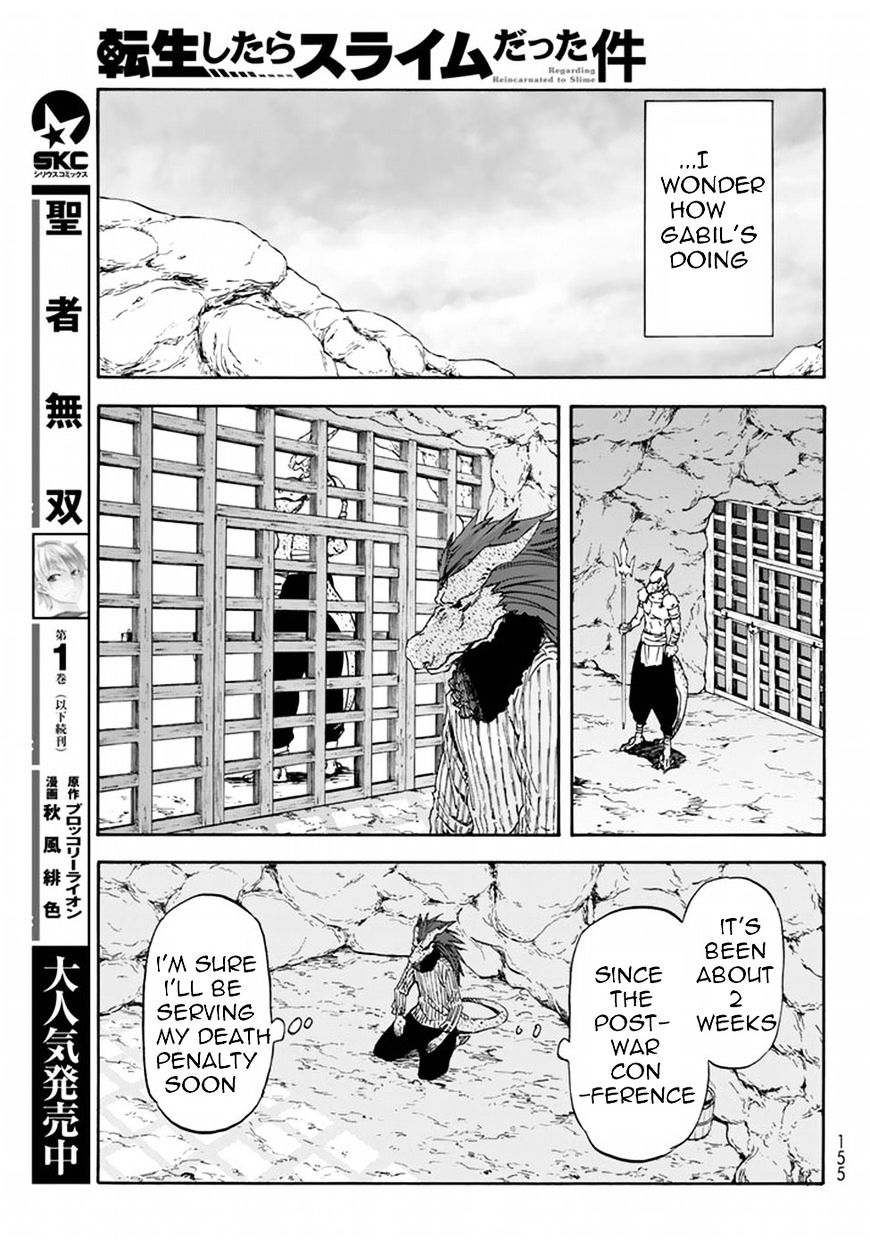 転生したらスライムだった件
Regarding
Reincarnated to Slime
SKC
シリウスコミックス
聖者無双
第1巻(以下続刊)
原作 ブロッコリーライオン
漫画 秋風緋色
大人気発売中
...I
WONDER
HOW
GABIL'S
DOING
IT'S
BEEN
ABOUT
2
WEEKS
SINCE
THE
POST-
WAR
CON
-FERENCE
I'M SURE
I'LL BE
SERVING
MY DEATH
PENALTY
SOON
155